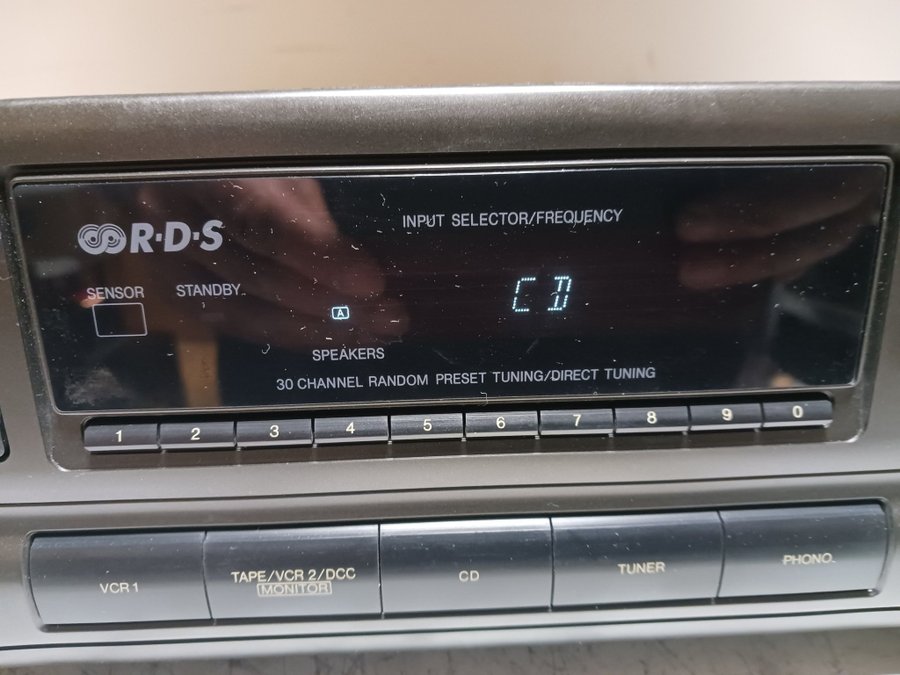 R·D·S
INPUT SELECTOR/FREQUENCY
SENSOR
STANDBY
CD
A
SPEAKERS
30 CHANNEL RANDOM PRESET TUNING/DIRECT TUNING
1 2 3 4 5 6 7 8 9 0
VCR 1
TAPE/VCR 2/DCC
MONITOR
CD
TUNER
PHONO